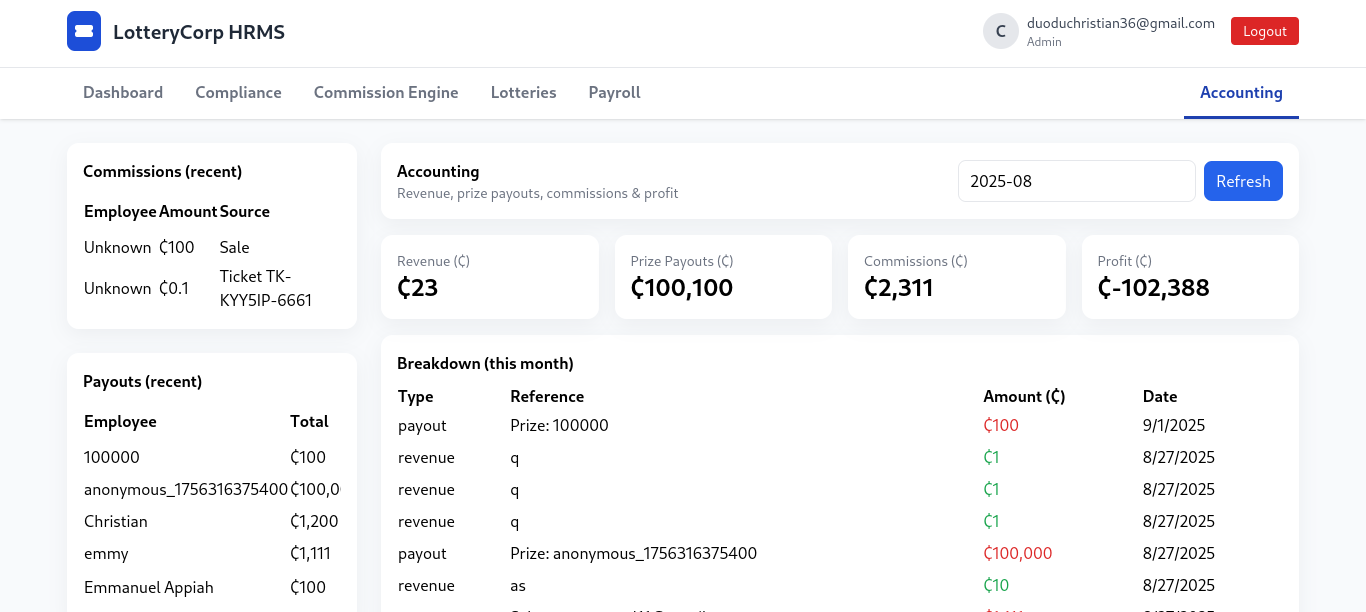 LotteryCorp HRMS
C
duoduchristian36@gmail.com
Admin
Logout
Dashboard Compliance Commission Engine Lotteries Payroll Accounting
Commissions (recent)
Employee Amount Source
Unknown ₵100 Sale
Unknown ₵0.1 Ticket TK-
KYY5IP-6661
Payouts (recent)
Employee Total
100000 ₵100
anonymous_1756316375400 ₵100,0
Christian ₵1,200
emmy ₵1,111
Emmanuel Appiah ₵100
Accounting
Revenue, prize payouts, commissions & profit
2025-08
Refresh
Revenue (₵)
₵23
Prize Payouts (₵)
₵100,100
Commissions (₵)
₵2,311
Profit (₵)
₵-102,388
Breakdown (this month)
Type Reference Amount (₵) Date
payout Prize: 100000 ₵100 9/1/2025
revenue q ₵1 8/27/2025
revenue q ₵1 8/27/2025
revenue q ₵1 8/27/2025
payout Prize: anonymous_1756316375400 ₵100,000 8/27/2025
revenue as ₵10 8/27/2025